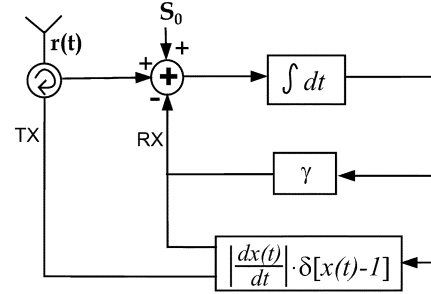 S₀
r(t)
+ +
+
-
∫ dt
TX
RX
γ
|dx(t)/dt|·δ[x(t)-1]